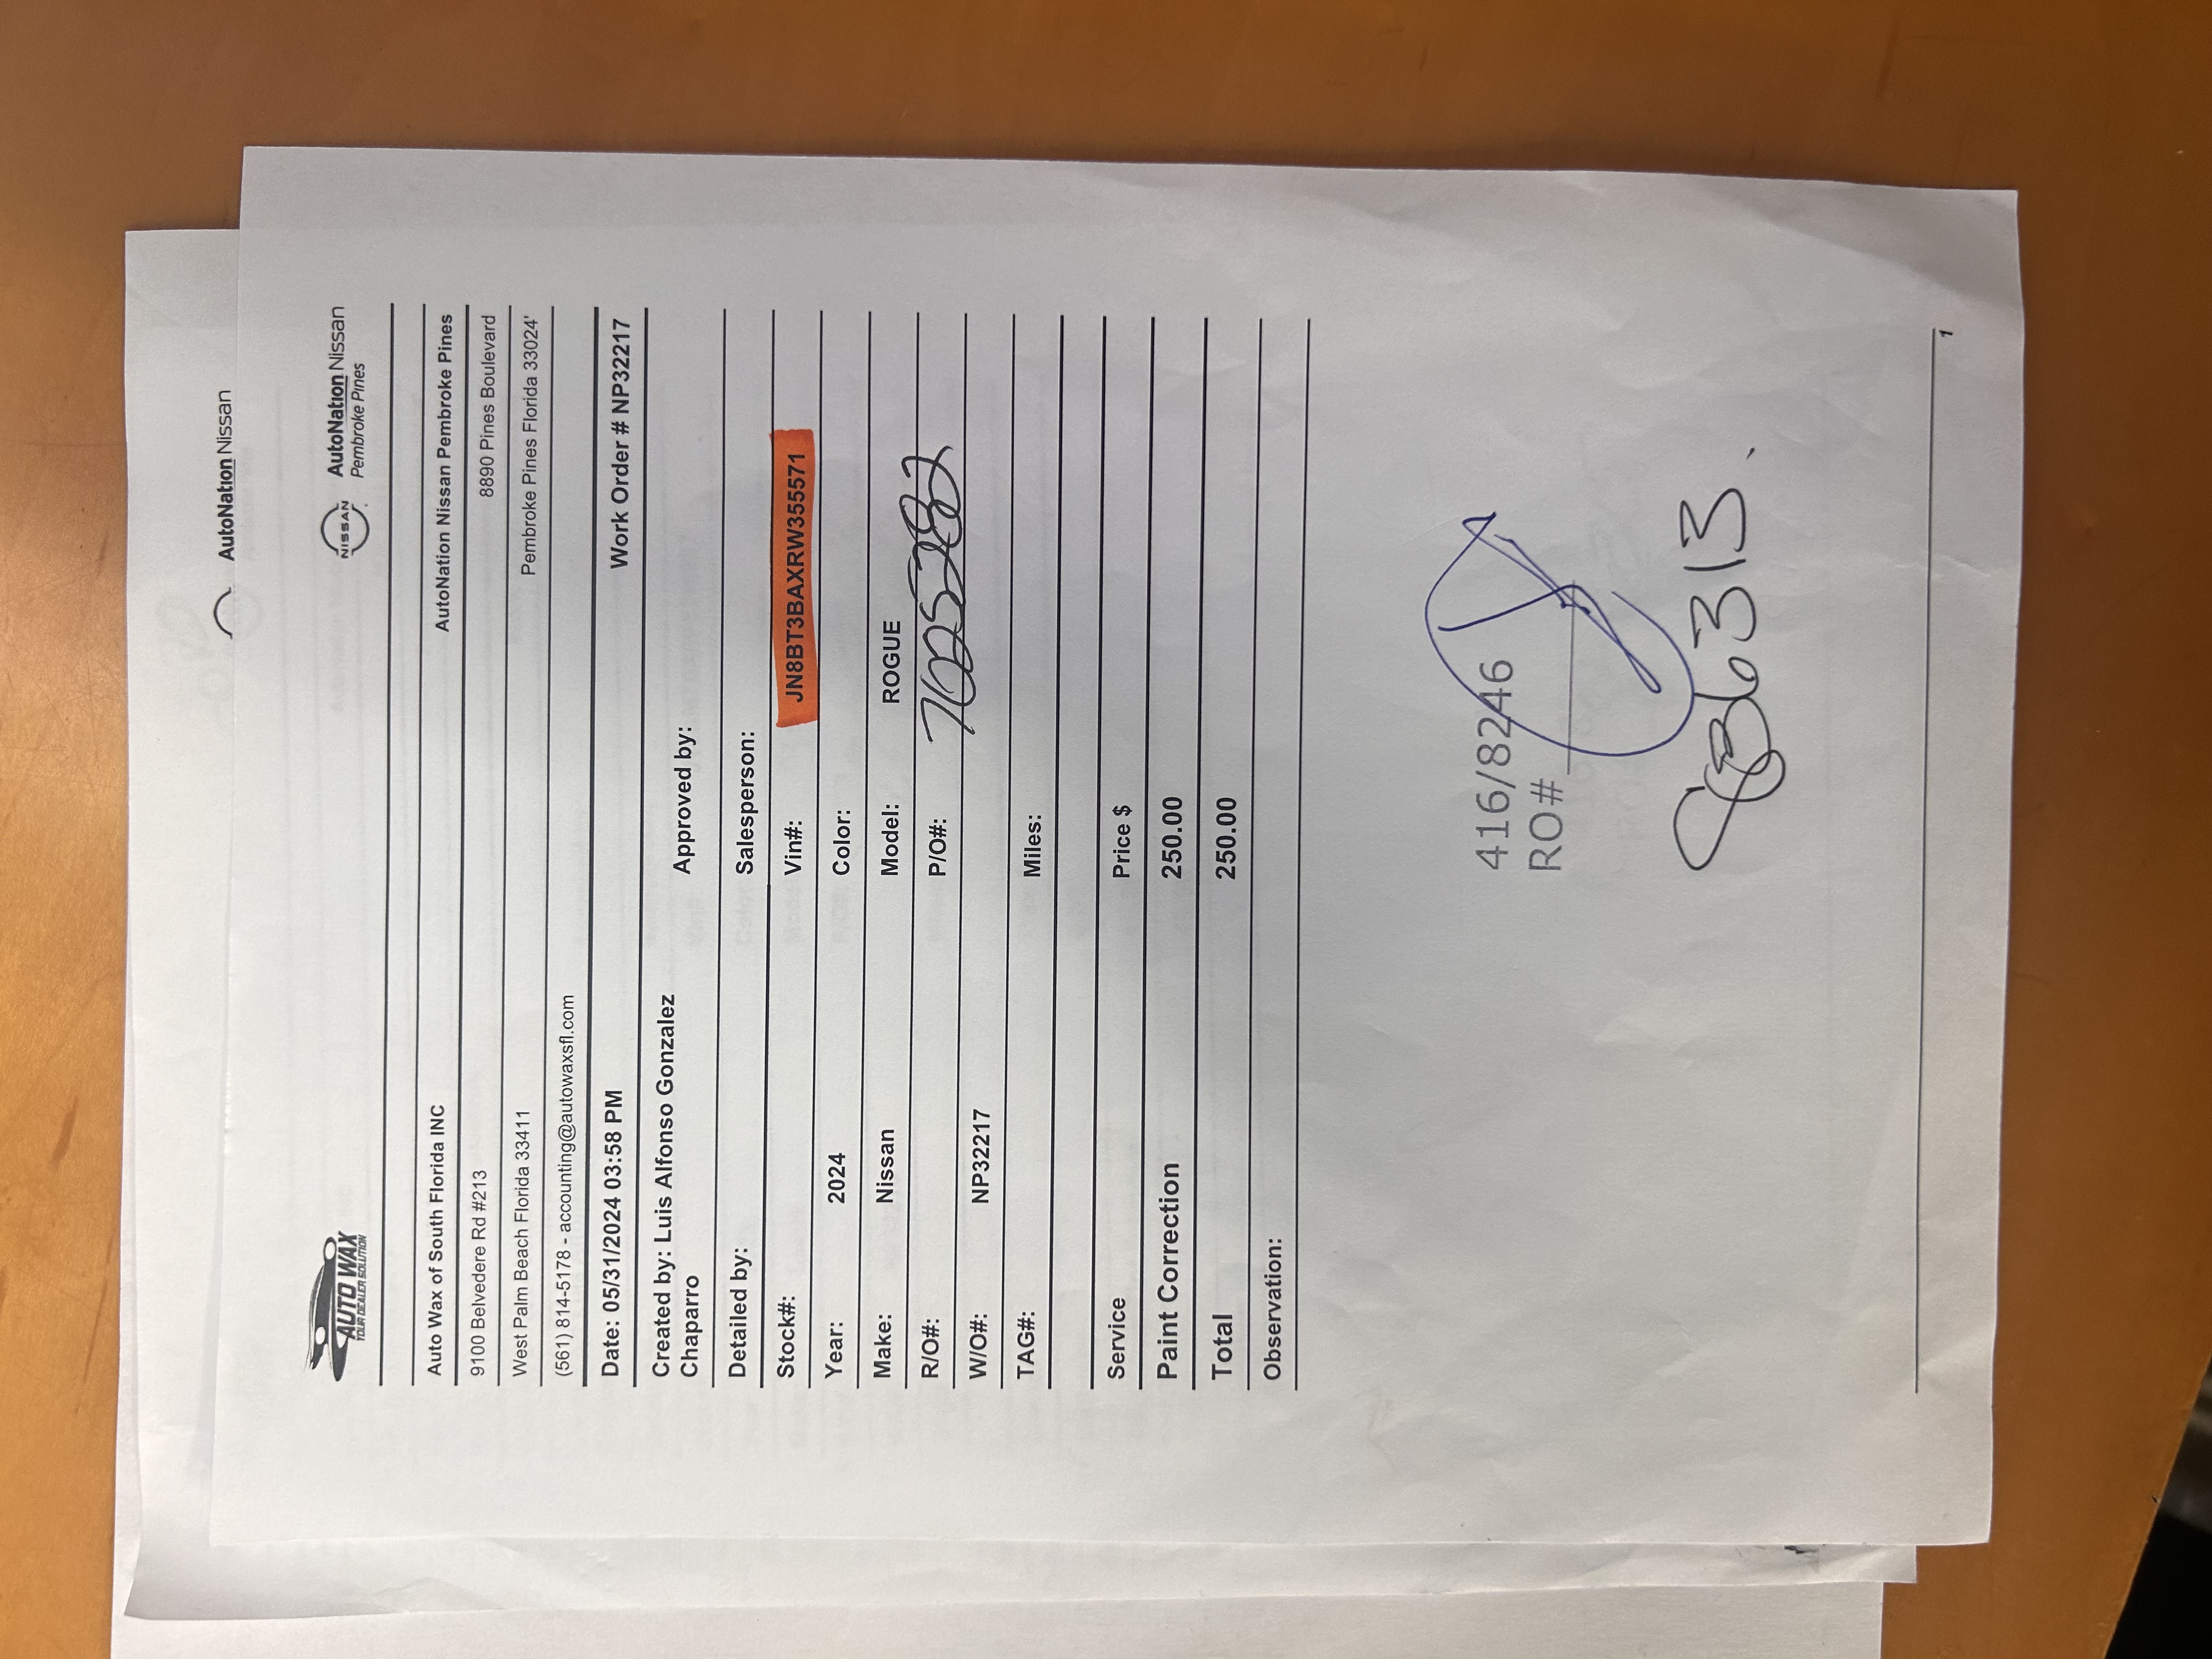 AutoNation Nissan
AUTO WAX
YOUR DEALER SOLUTION
NISSAN
AutoNation Nissan
Pembroke Pines
Auto Wax of South Florida INC AutoNation Nissan Pembroke Pines
9100 Belvedere Rd #213 8890 Pines Boulevard
West Palm Beach Florida 33411 Pembroke Pines Florida 33024'
(561) 814-5178 - accounting@autowaxsfl.com
Date: 05/31/2024 03:58 PM Work Order # NP32217
Created by: Luis Alfonso Gonzalez Approved by:
Chaparro
Detailed by: Salesperson:
Stock#: Vin#: JN8BT3BAXRW355571
Year: 2024 Color:
Make: Nissan Model: ROGUE
R/O#: P/O#:
W/O#: NP32217
TAG#: Miles:
Service Price $
Paint Correction 250.00
Total 250.00
Observation:
416/8246
RO#
1